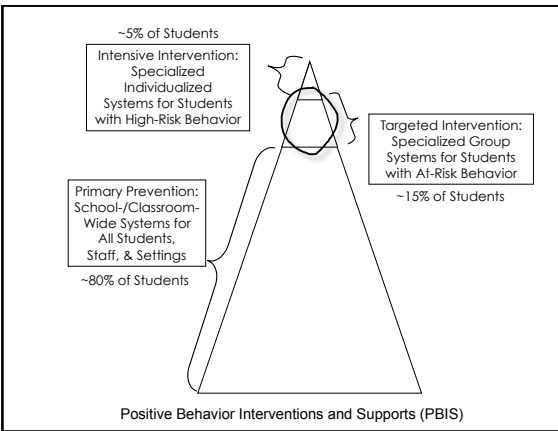 ~5% of Students
Intensive Intervention:
Specialized
Individualized
Systems for Students
with High-Risk Behavior
Targeted Intervention:
Specialized Group
Systems for Students
with At-Risk Behavior
~15% of Students
Primary Prevention:
School-/Classroom-
Wide Systems for
All Students,
Staff, & Settings
~80% of Students
Positive Behavior Interventions and Supports (PBIS)